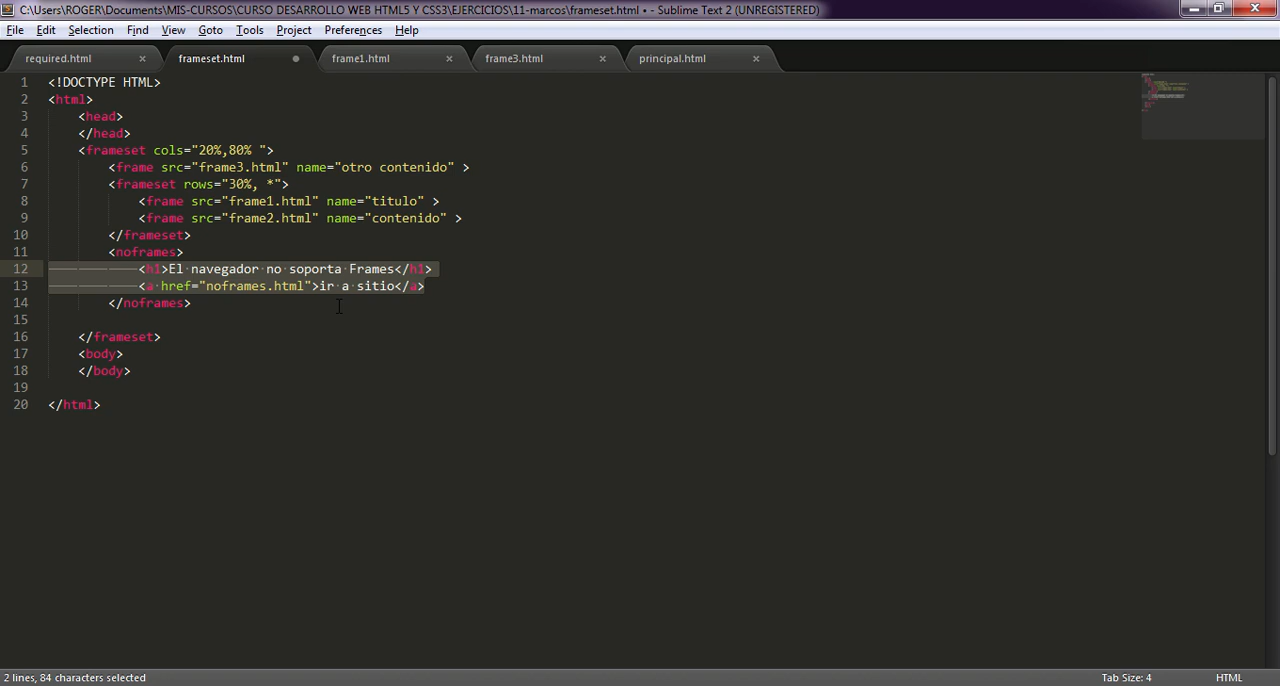 C:\Users\ROGER\Documents\MIS-CURSOS\CURSO DESARROLLO WEB HTML5 Y CSS3\EJERCICIOS\11-marcos\frameset.html • - Sublime Text 2 (UNREGISTERED)
File Edit Selection Find View Goto Tools Project Preferences Help
required.html × frameset.html frame1.html × frame3.html × principal.html ×
1 <!DOCTYPE HTML>
2 <html>
3 <head>
4 </head>
5 <frameset cols="20%,80% ">
6 <frame src="frame3.html" name="otro contenido" >
7 <frameset rows="30%, *">
8 <frame src="frame1.html" name="titulo" >
9 <frame src="frame2.html" name="contenido" >
10 </frameset>
11 <noframes>
12 <h1>El navegador no soporta Frames</h1>
13 <a href="noframes.html">ir a sitio</a>
14 </noframes>
15
16 </frameset>
17 <body>
18 </body>
19
20 </html>
2 lines, 84 characters selected Tab Size: 4 HTML